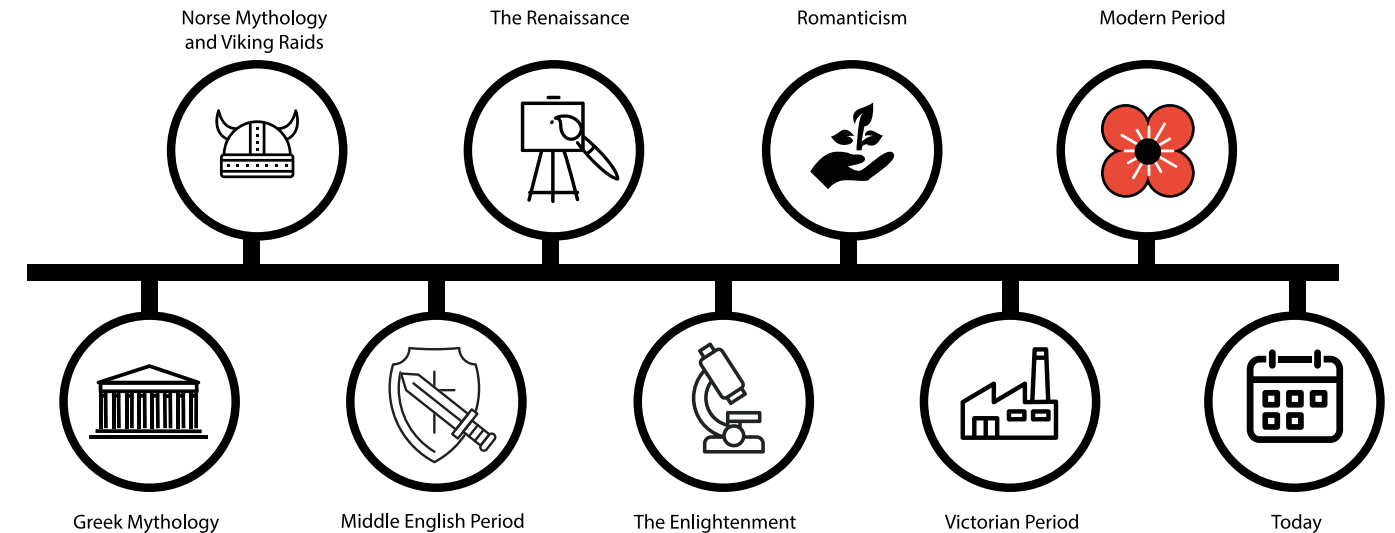 Norse Mythology
and Viking Raids
The Renaissance
Romanticism
Modern Period
Greek Mythology
Middle English Period
The Enlightenment
Victorian Period
Today